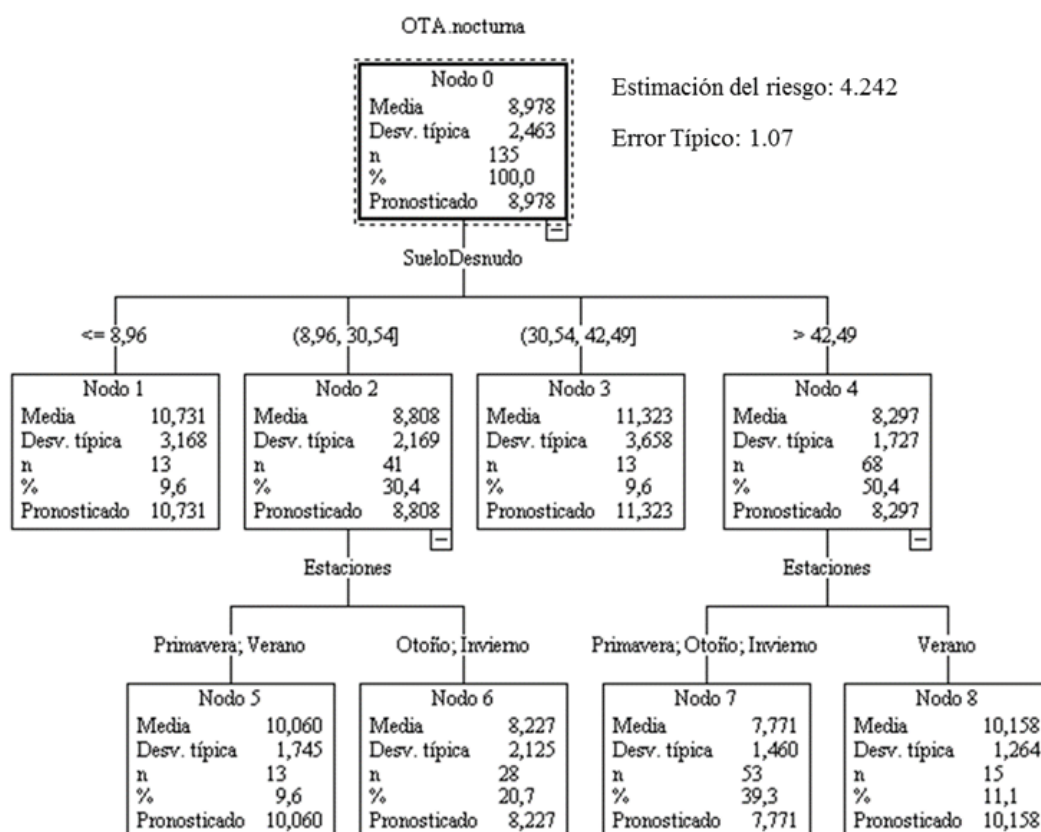 OTA.nocturna
Nodo 0
Media 8,978
Desv. típica 2,463
n 135
% 100,0
Pronosticado 8,978
Estimación del riesgo: 4.242
Error Típico: 1.07
SueloDesnudo
<= 8,96
(8,96, 30,54]
(30,54, 42,49]
> 42,49
Nodo 1
Media 10,731
Desv. típica 3,168
n 13
% 9,6
Pronosticado 10,731
Nodo 2
Media 8,808
Desv. típica 2,169
n 41
% 30,4
Pronosticado 8,808
Nodo 3
Media 11,323
Desv. típica 3,658
n 13
% 9,6
Pronosticado 11,323
Nodo 4
Media 8,297
Desv. típica 1,727
n 68
% 50,4
Pronosticado 8,297
Estaciones
Estaciones
Primavera; Verano
Otoño; Invierno
Primavera; Otoño; Invierno
Verano
Nodo 5
Media 10,060
Desv. típica 1,745
n 13
% 9,6
Pronosticado 10,060
Nodo 6
Media 8,227
Desv. típica 2,125
n 28
% 20,7
Pronosticado 8,227
Nodo 7
Media 7,771
Desv. típica 1,460
n 53
% 39,3
Pronosticado 7,771
Nodo 8
Media 10,158
Desv. típica 1,264
n 15
% 11,1
Pronosticado 10,158